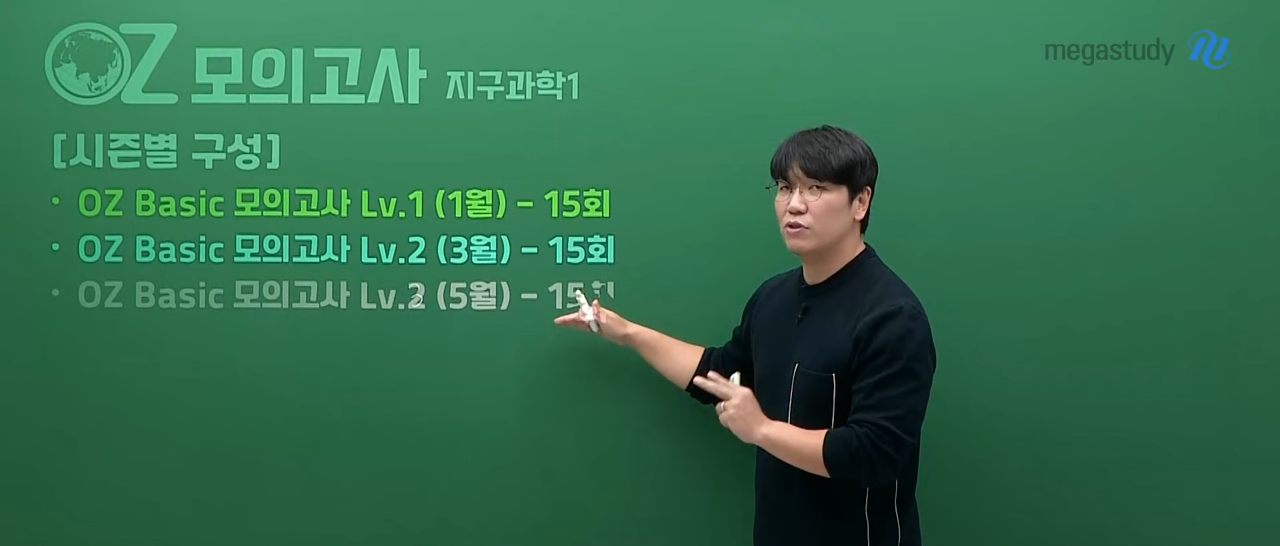 OZ 모의고사 지구과학1
megastudy
[시즌별 구성]
• OZ Basic 모의고사 Lv.1 (1월) – 15회
• OZ Basic 모의고사 Lv.2 (3월) – 15회
• OZ Basic 모의고사 Lv.2 (5월) –